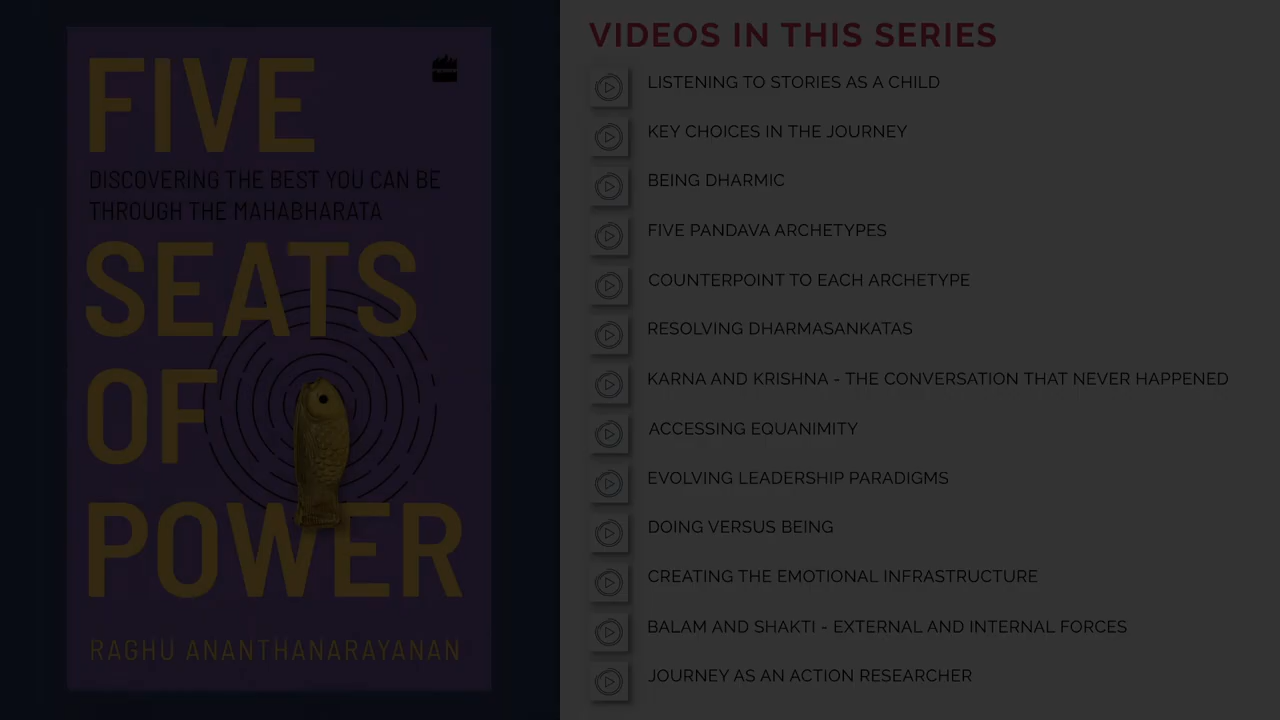 FIVE
DISCOVERING THE BEST YOU CAN BE
THROUGH THE MAHABHARATA
SEATS
OF
POWER
RAGHU ANANTHANARAYANAN
VIDEOS IN THIS SERIES
LISTENING TO STORIES AS A CHILD
KEY CHOICES IN THE JOURNEY
BEING DHARMIC
FIVE PANDAVA ARCHETYPES
COUNTERPOINT TO EACH ARCHETYPE
RESOLVING DHARMASANKATAS
KARNA AND KRISHNA - THE CONVERSATION THAT NEVER HAPPENED
ACCESSING EQUANIMITY
EVOLVING LEADERSHIP PARADIGMS
DOING VERSUS BEING
CREATING THE EMOTIONAL INFRASTRUCTURE
BALAM AND SHAKTI - EXTERNAL AND INTERNAL FORCES
JOURNEY AS AN ACTION RESEARCHER